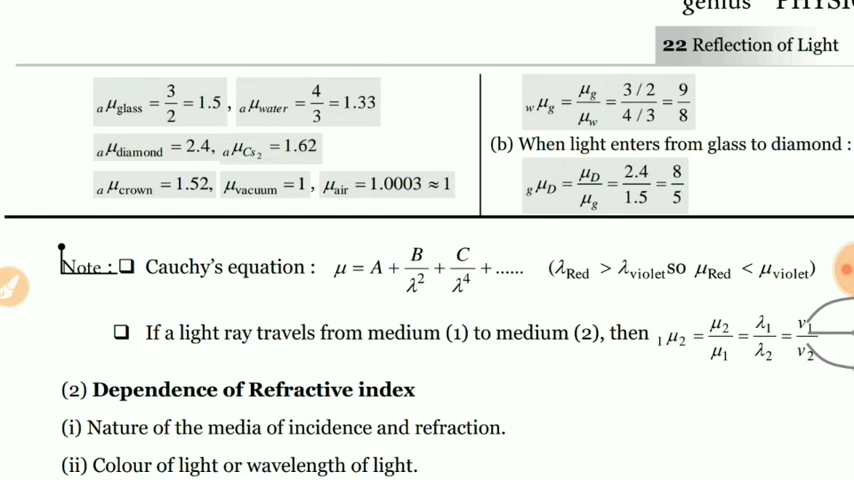 genius PHYSI
22 Reflection of Light
aμglass = 3/2 = 1.5 , aμwater = 4/3 = 1.33
aμdiamond = 2.4, aμCs2 = 1.62
aμcrown = 1.52, μvacuum = 1 , μair = 1.0003 ≈ 1
wμg = μg/μw = 3/2 / 4/3 = 9/8
(b) When light enters from glass to diamond :
gμD = μD/μg = 2.4/1.5 = 8/5
Note : ❑ Cauchy's equation : μ = A + B/λ² + C/λ⁴ + ...... (λRed > λviolet so μRed < μviolet)
❑ If a light ray travels from medium (1) to medium (2), then 1μ2 = μ2/μ1 = λ1/λ2 = v1/v2
(2) Dependence of Refractive index
(i) Nature of the media of incidence and refraction.
(ii) Colour of light or wavelength of light.